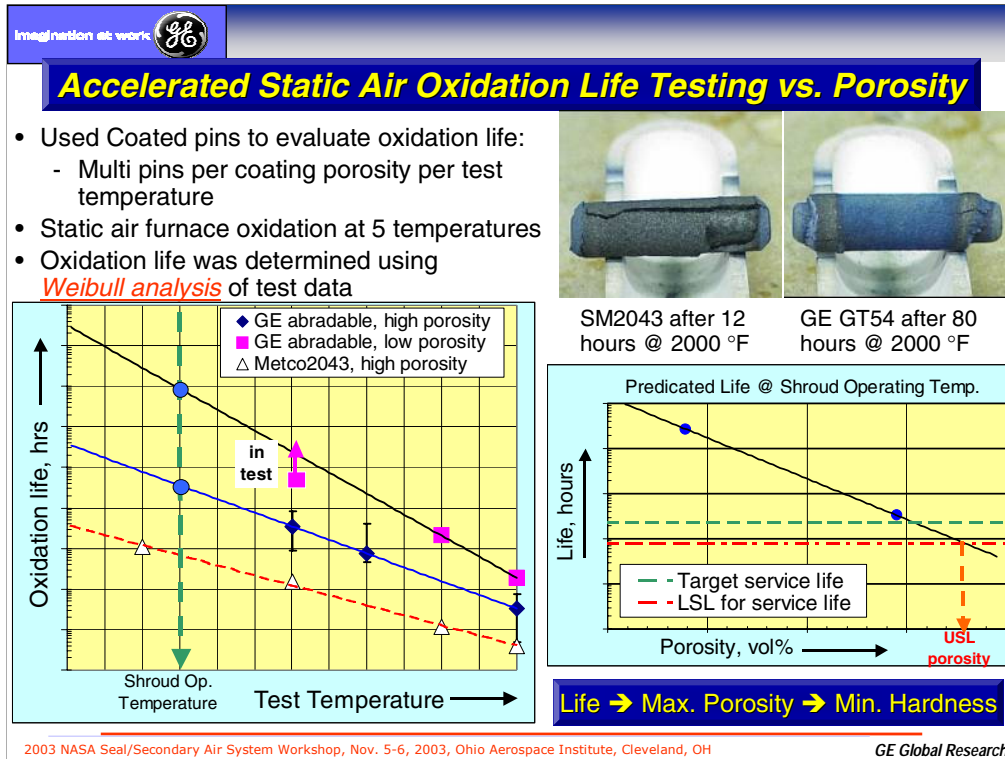 imagination at work
Accelerated Static Air Oxidation Life Testing vs. Porosity
• Used Coated pins to evaluate oxidation life:
- Multi pins per coating porosity per test
temperature
• Static air furnace oxidation at 5 temperatures
• Oxidation life was determined using
Weibull analysis of test data
SM2043 after 12
hours @ 2000 °F
GE GT54 after 80
hours @ 2000 °F
GE abradable, high porosity
GE abradable, low porosity
Metco2043, high porosity
in
test
Oxidation life, hrs
Shroud Op.
Temperature
Test Temperature
Predicated Life @ Shroud Operating Temp.
Life, hours
Target service life
LSL for service life
Porosity, vol%
USL
porosity
Life ➔ Max. Porosity ➔ Min. Hardness
2003 NASA Seal/Secondary Air System Workshop, Nov. 5-6, 2003, Ohio Aerospace Institute, Cleveland, OH
GE Global Research